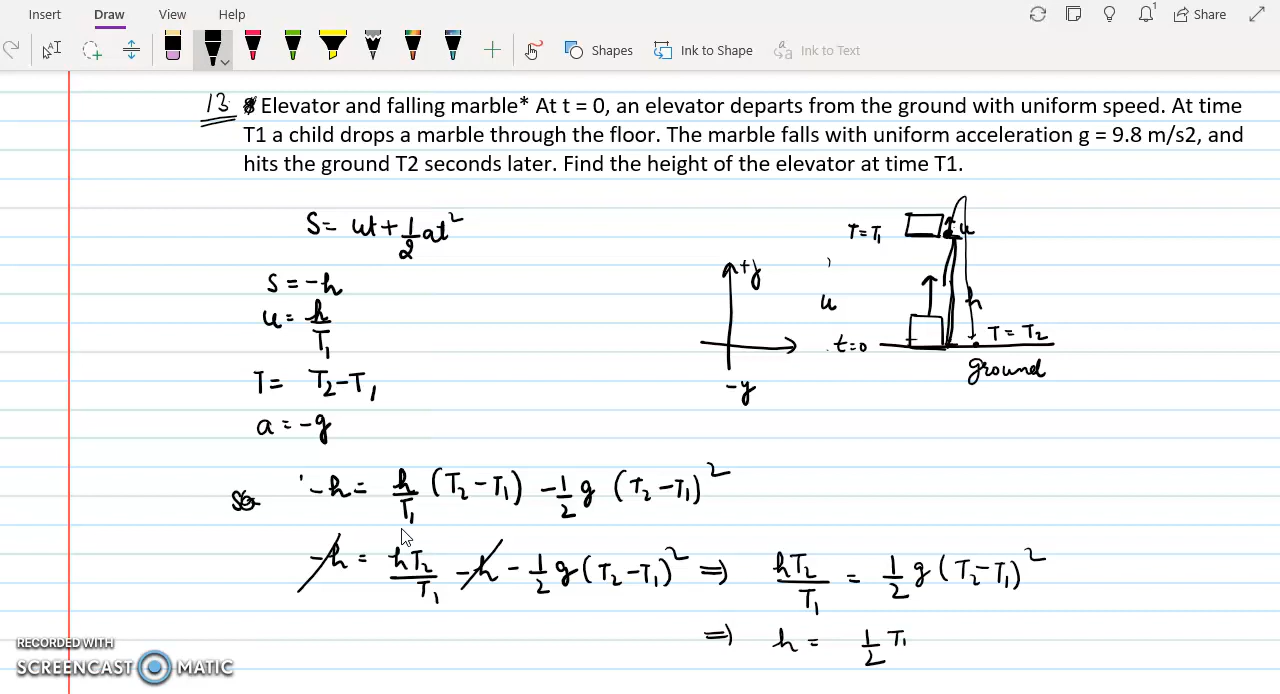 Insert Draw View Help Share
Shapes Ink to Shape Ink to Text
13. Elevator and falling marble* At t = 0, an elevator departs from the ground with uniform speed. At time
T1 a child drops a marble through the floor. The marble falls with uniform acceleration g = 9.8 m/s2, and
hits the ground T2 seconds later. Find the height of the elevator at time T1.
S = ut + 1/2 at²
S = -h
u = h/T₁
T = T₂-T₁
a = -g
T = T₁
u
+y
u
h
t=0
T = T₂
ground
-y
so -h = h/T₁ (T₂-T₁) - 1/2 g (T₂-T₁)²
-h = hT₂/T₁ - h - 1/2 g (T₂-T₁)² ⇒ hT₂/T₁ = 1/2 g (T₂-T₁)²
⇒ h = 1/2 T₁
RECORDED WITH
SCREENCAST MATIC